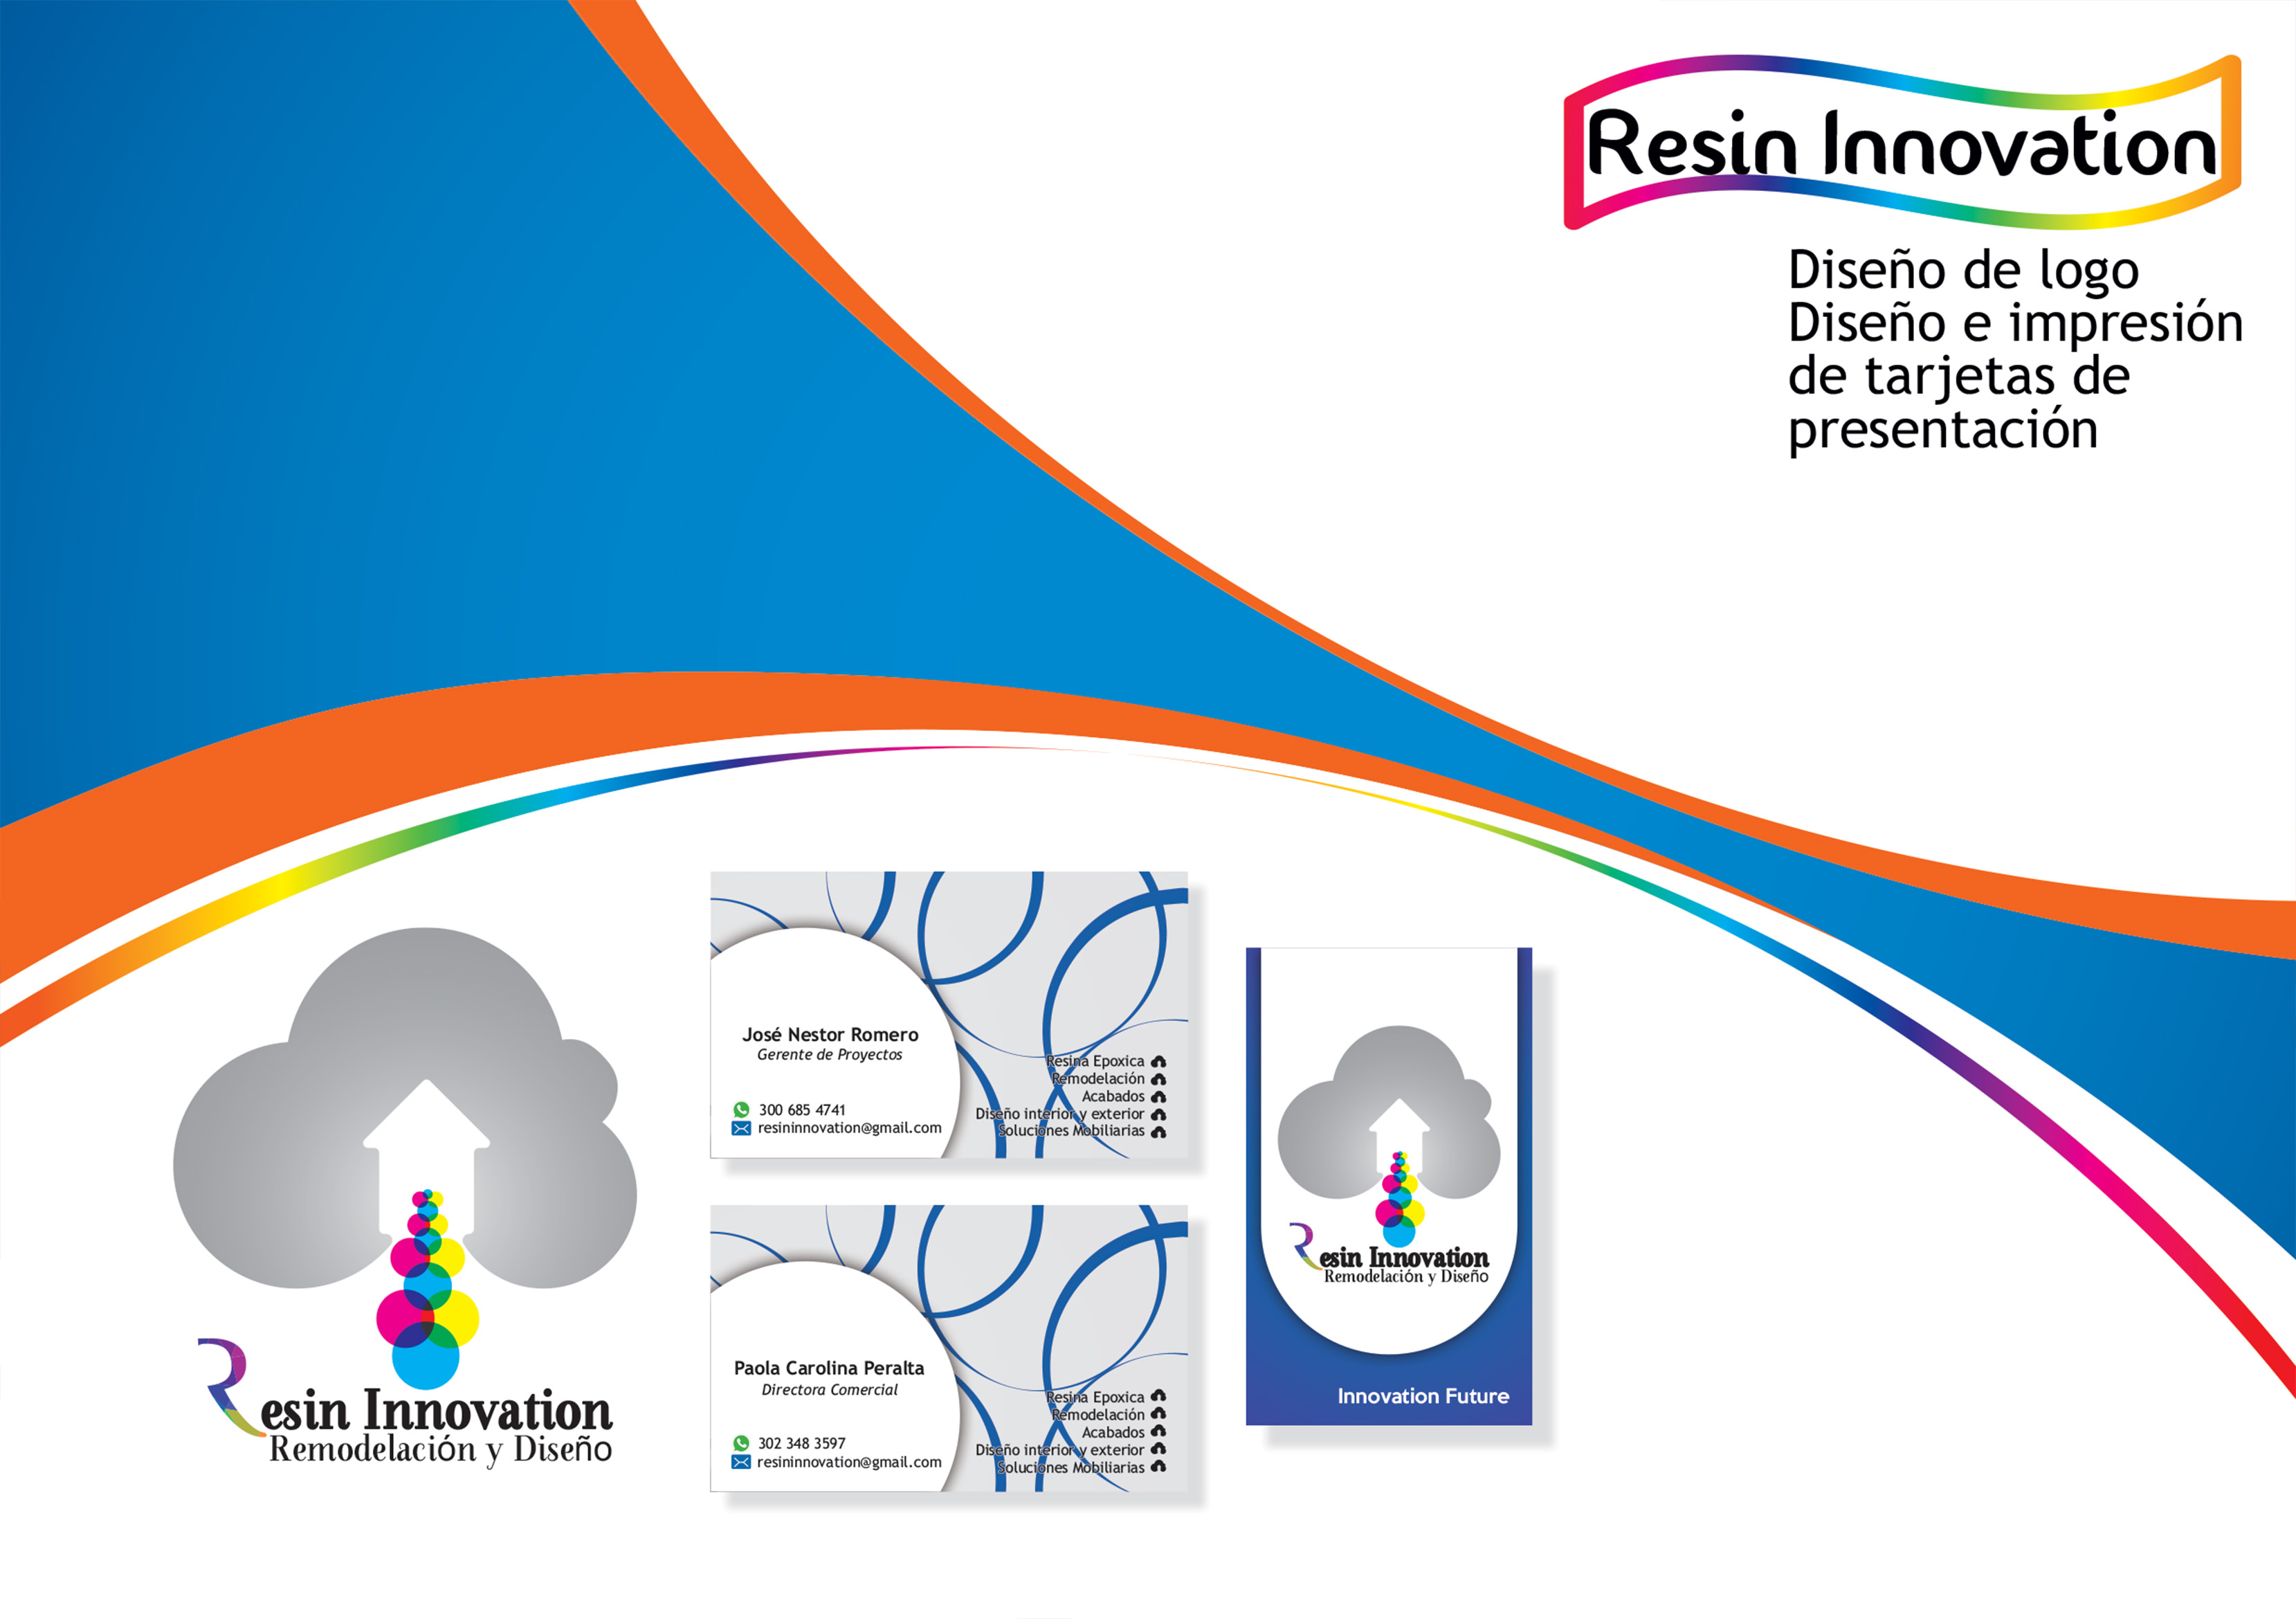 Resin Innovation
Diseño de logo
Diseño e impresión
de tarjetas de
presentación
Resin Innovation
Remodelación y Diseño
José Nestor Romero
Gerente de Proyectos
300 685 4741
resininnovation@gmail.com
Resina Epoxica
Remodelación
Acabados
Diseño interior y exterior
Soluciones Mobiliarias
Paola Carolina Peralta
Directora Comercial
302 348 3597
resininnovation@gmail.com
Resina Epoxica
Remodelación
Acabados
Diseño interior y exterior
Soluciones Mobiliarias
Resin Innovation
Remodelación y Diseño
Innovation Future